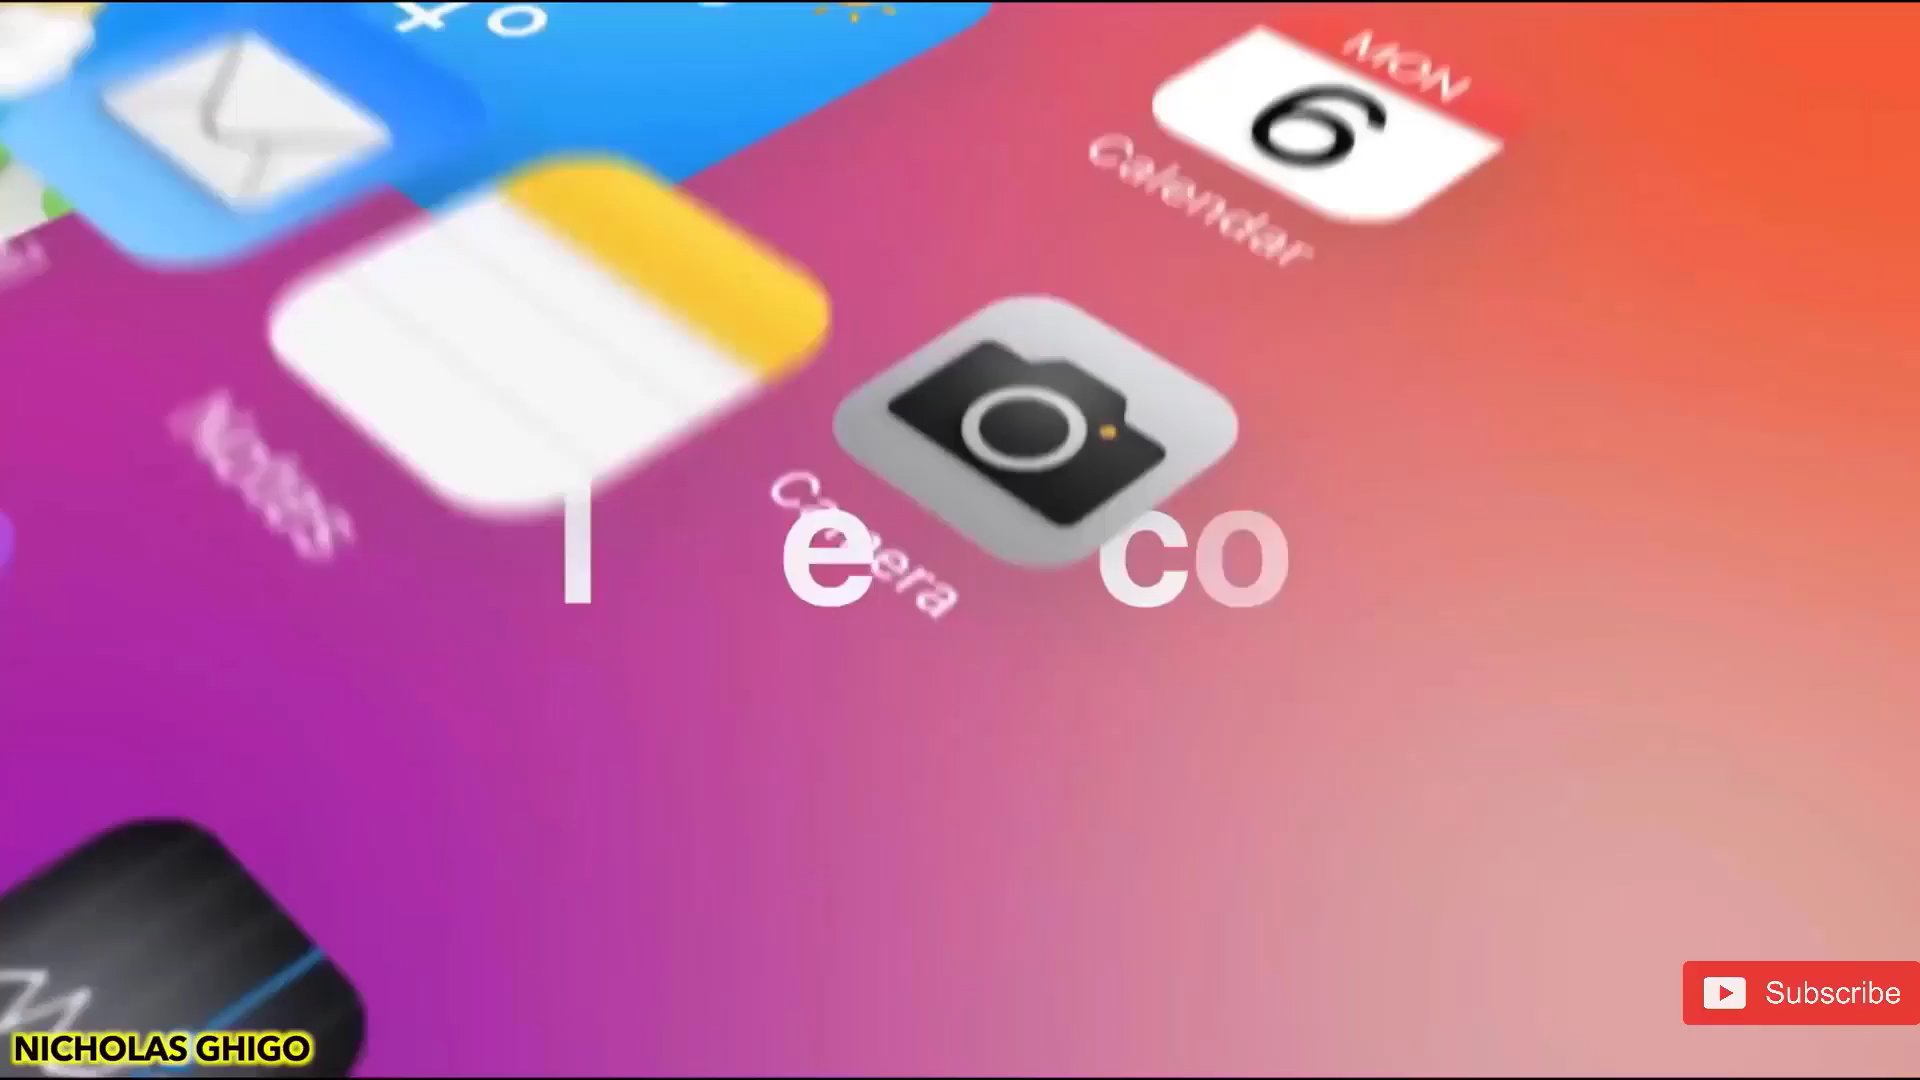 MON
6
Calendar
Notes
Camera
l e co
Subscribe
NICHOLAS GHIGO